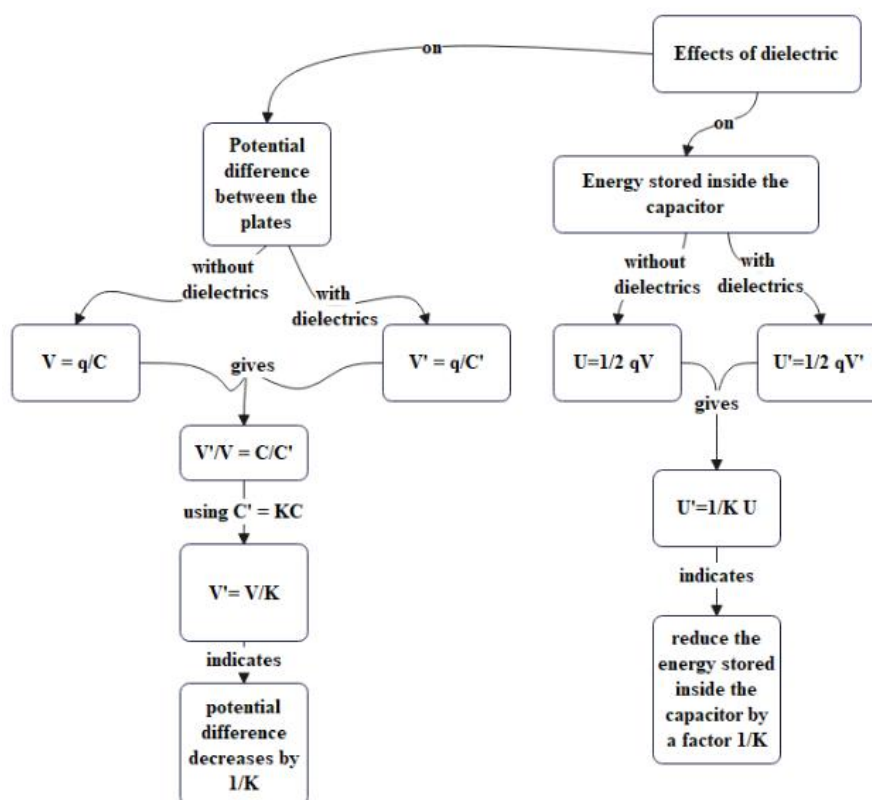 on
Effects of dielectric
on
Potential
difference
between the
plates
Energy stored inside the
capacitor
without
dielectrics
with
dielectrics
without
dielectrics
with
dielectrics
V = q/C
gives
V' = q/C'
U=1/2 qV
U'=1/2 qV'
gives
V'/V = C/C'
using C' = KC
V'= V/K
indicates
potential
difference
decreases by
1/K
U'=1/K U
indicates
reduce the
energy stored
inside the
capacitor by
a factor 1/K